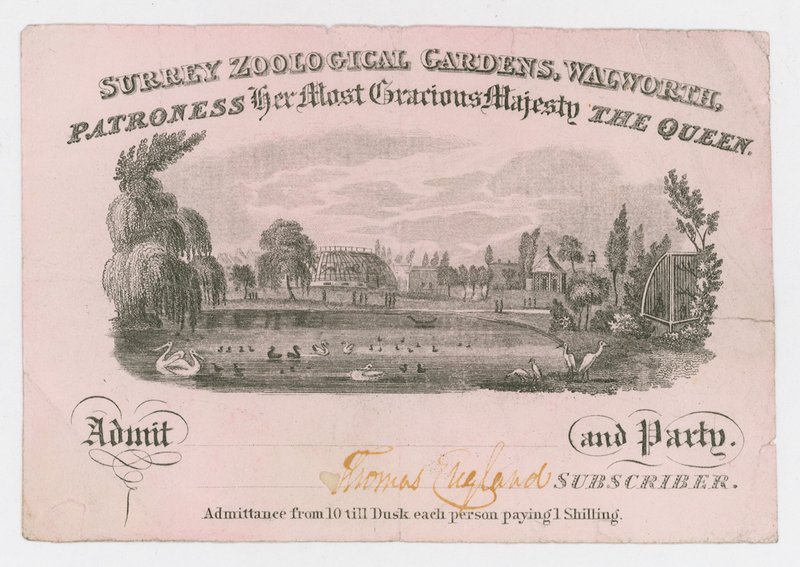 SURREY ZOOLOGICAL GARDENS, WALWORTH,
PATRONESS Her Most Gracious Majesty THE QUEEN.
Admit and Party.
Thomas England SUBSCRIBER.
Admittance from 10 till Dusk each person paying 1 Shilling.